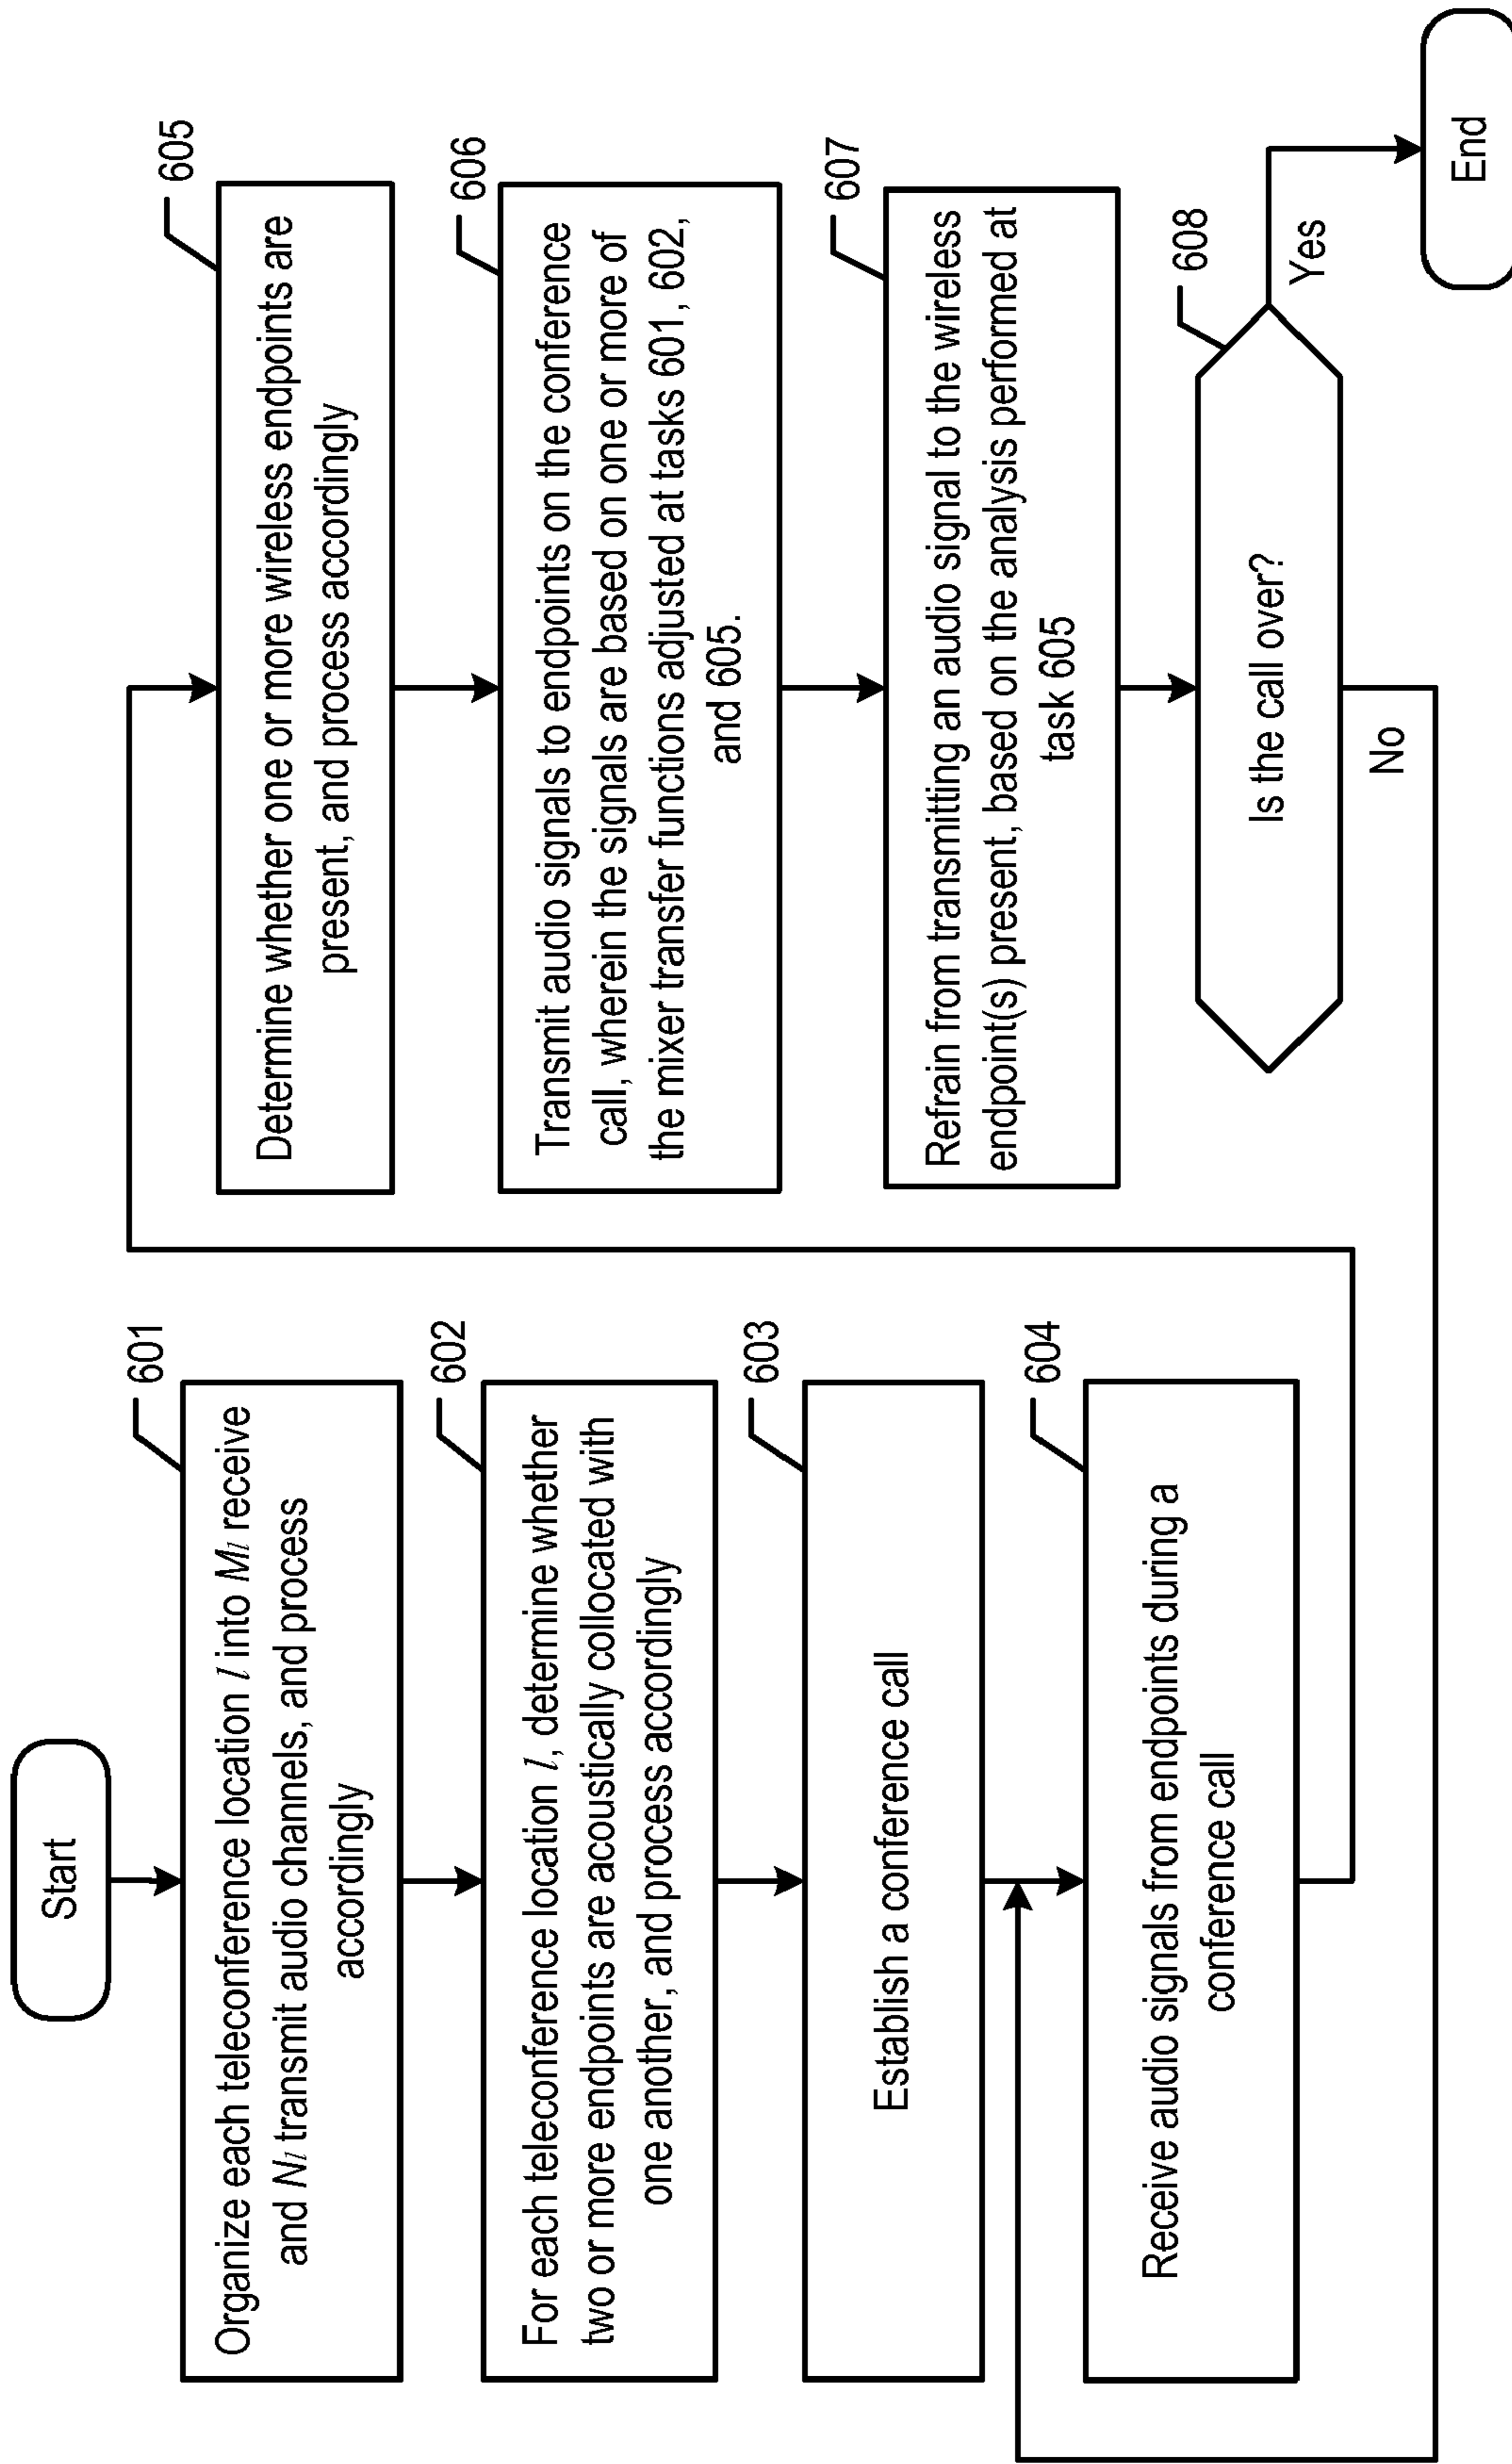 Start
601
Organize each teleconference location l into Ml receive
and Nl transmit audio channels, and process
accordingly
602
For each teleconference location l, determine whether
two or more endpoints are acoustically collocated with
one another, and process accordingly
603
Establish a conference call
604
Receive audio signals from endpoints during a
conference call
605
Determine whether one or more wireless endpoints are
present, and process accordingly
606
Transmit audio signals to endpoints on the conference
call, wherein the signals are based on one or more of
the mixer transfer functions adjusted at tasks 601, 602,
and 605.
607
Refrain from transmitting an audio signal to the wireless
endpoint(s) present, based on the analysis performed at
task 605
608
Is the call over?
Yes
No
End